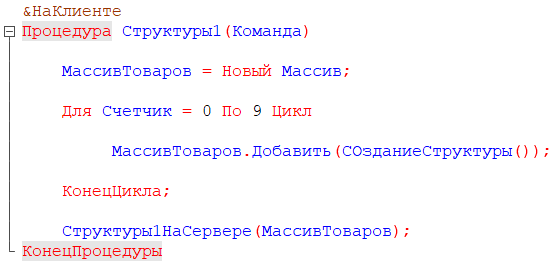 &НаКлиенте
Процедура Структуры1(Команда)
МассивТоваров = Новый Массив;
Для Счетчик = 0 По 9 Цикл
МассивТоваров.Добавить(СОзданиеСтруктуры());
КонецЦикла;
Структуры1НаСервере(МассивТоваров);
КонецПроцедуры